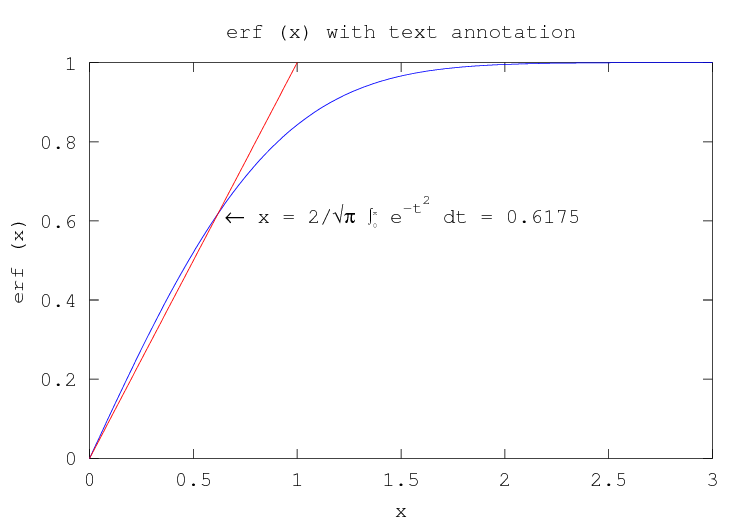 erf (x) with text annotation
1
0.8
0.6
0.4
0.2
0
erf (x)
← x = 2/√π ∫₀ˣ e^{-t²} dt = 0.6175
0 0.5 1 1.5 2 2.5 3
x